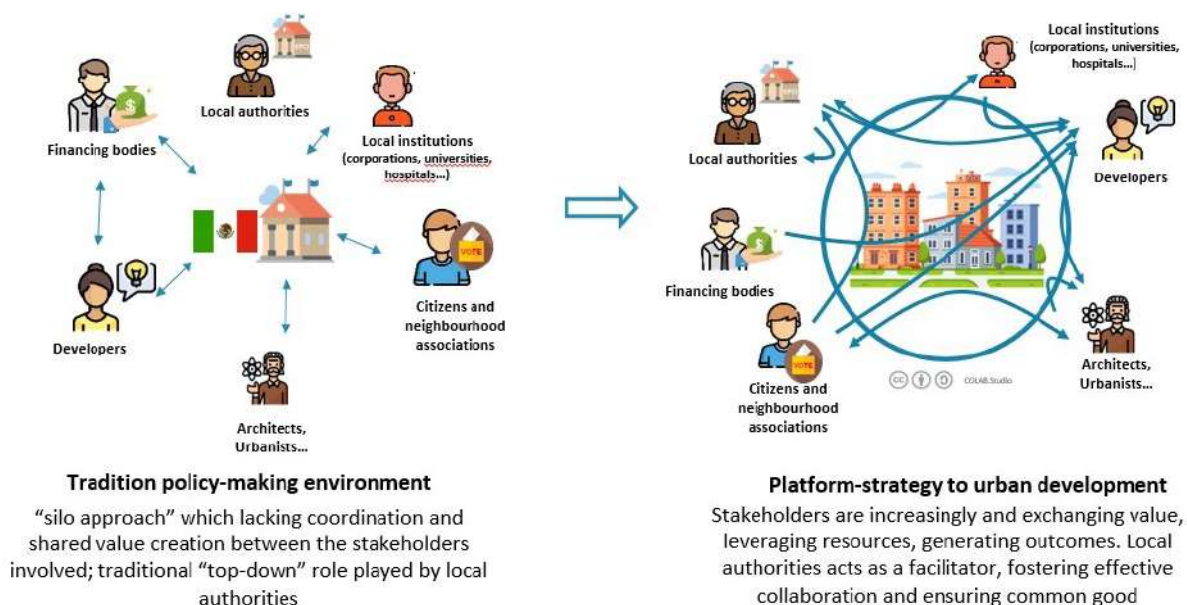 Local authorities
Financing bodies
Local institutions
(corporations, universities,
hospitals...)
Developers
VOTE
Citizens and
neighbourhood
associations
Architects,
Urbanists...
Tradition policy-making environment
“silo approach” which lacking coordination and
shared value creation between the stakeholders
involved; traditional “top-down” role played by local
authorities
Local institutions
(corporations, universities,
hospitals...)
Local authorities
Developers
Financing bodies
VOTE
Citizens and
neighbourhood
associations
Architects,
Urbanists...
cc
COLAB.Studio
Platform-strategy to urban development
Stakeholders are increasingly and exchanging value,
leveraging resources, generating outcomes. Local
authorities acts as a facilitator, fostering effective
collaboration and ensuring common good